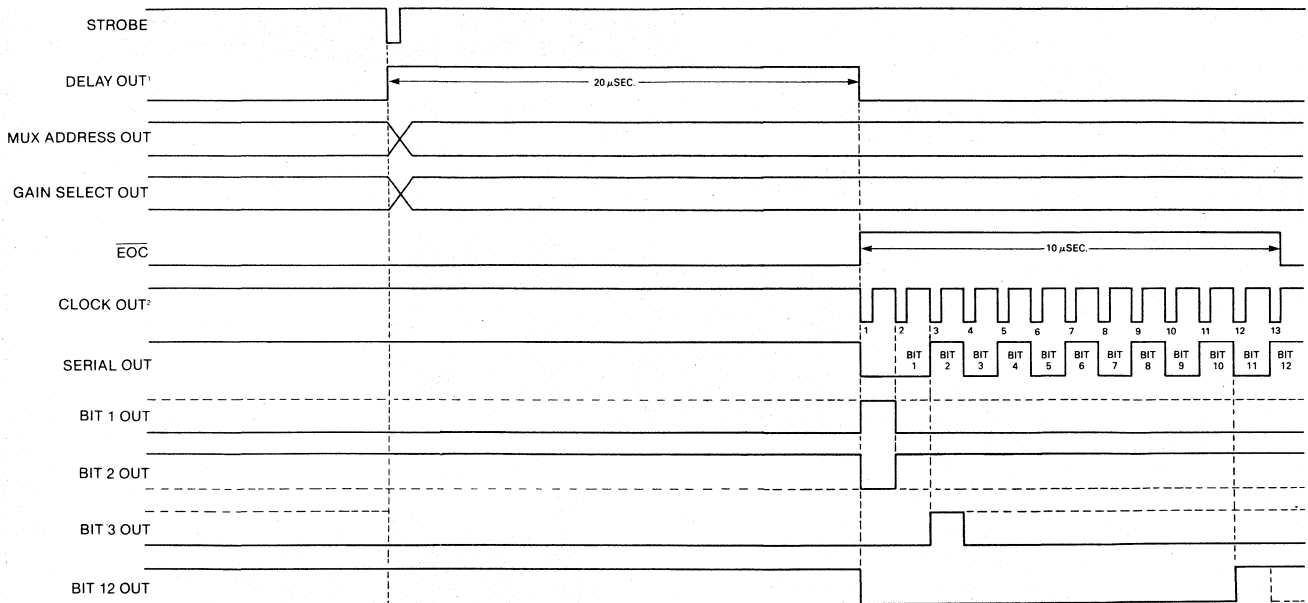 STROBE
DELAY OUT¹
20 μSEC.
MUX ADDRESS OUT
GAIN SELECT OUT
EOC
10 μSEC.
CLOCK OUT²
1 2 3 4 5 6 7 8 9 10 11 12 13
SERIAL OUT
BIT 1 BIT 2 BIT 3 BIT 4 BIT 5 BIT 6 BIT 7 BIT 8 BIT 9 BIT 10 BIT 11 BIT 12
BIT 1 OUT
BIT 2 OUT
BIT 3 OUT
BIT 12 OUT